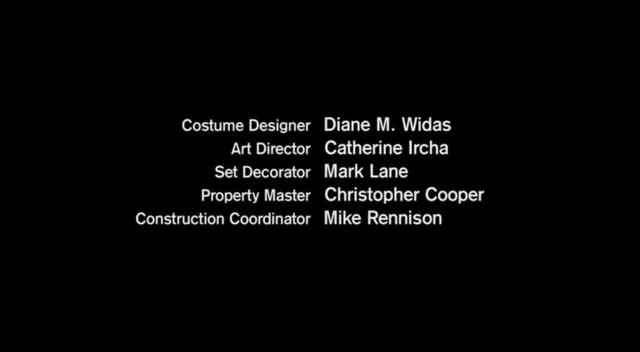 Costume Designer Diane M. Widas
Art Director Catherine Ircha
Set Decorator Mark Lane
Property Master Christopher Cooper
Construction Coordinator Mike Rennison